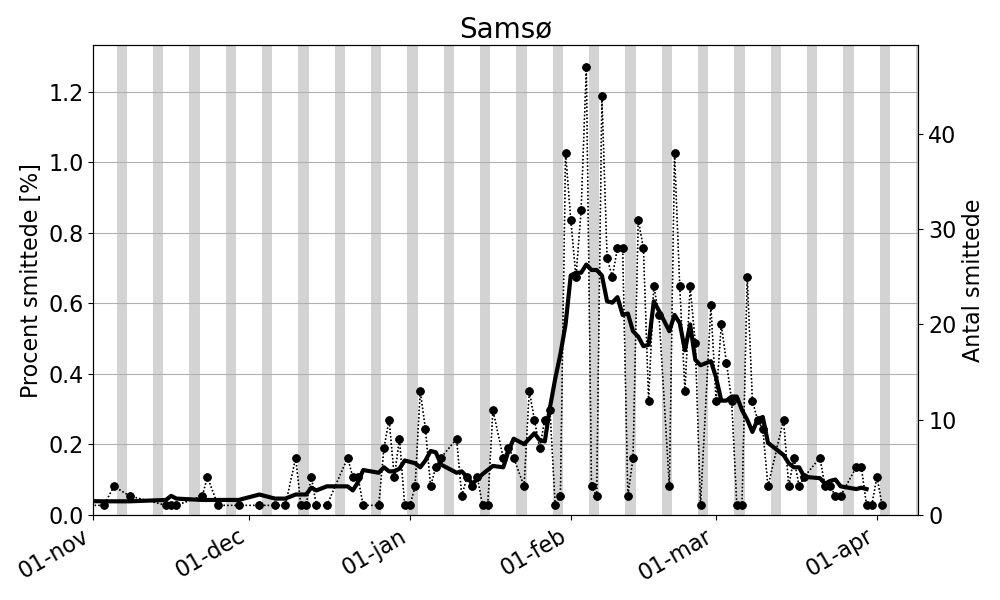 Samsø
Procent smittede [%]
1.2
1.0
0.8
0.6
0.4
0.2
0.0
40
30
20
10
0
Antal smittede
01-nov
01-dec
01-jan
01-feb
01-mar
01-apr